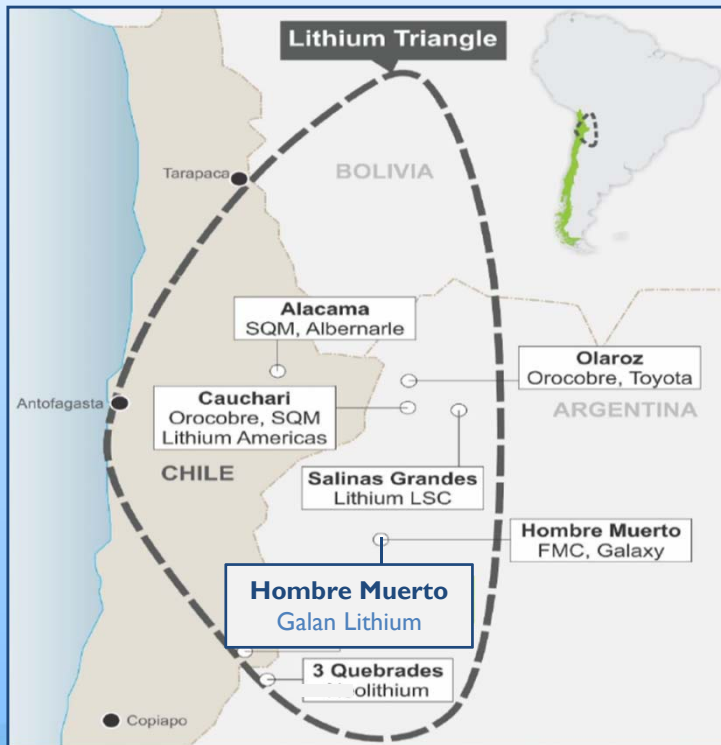 Lithium Triangle
Tarapaca
BOLIVIA
Alacama
SQM, Albernarle
Olaroz
Orocobre, Toyota
Antofagasta
Cauchari
Orocobre, SQM
Lithium Americas
ARGENTINA
CHILE
Salinas Grandes
Lithium LSC
Hombre Muerto
FMC, Galaxy
Hombre Muerto
Galan Lithium
3 Quebrades
Copiapo